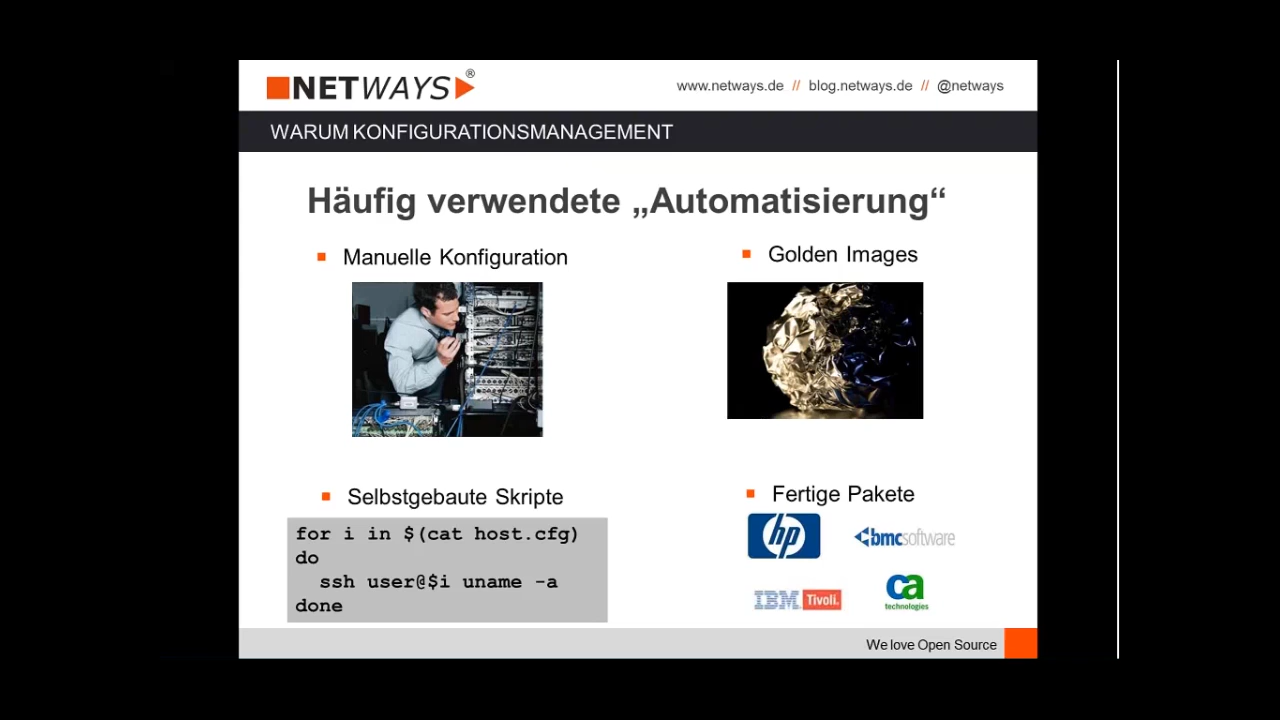 NETWAYS®
www.netways.de // blog.netways.de // @netways
WARUM KONFIGURATIONSMANAGEMENT
Häufig verwendete „Automatisierung“
Manuelle Konfiguration
Golden Images
Selbstgebaute Skripte
for i in $(cat host.cfg)
do
ssh user@$i uname -a
done
Fertige Pakete
hp
bmcsoftware
IBM Tivoli.
ca
technologies
We love Open Source